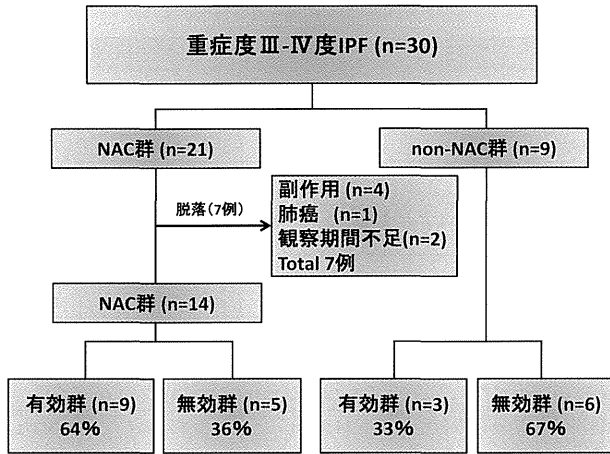 重症度Ⅲ-Ⅳ度IPF (n=30)
NAC群 (n=21)
non-NAC群 (n=9)
脱落(7例)
副作用 (n=4)
肺癌 (n=1)
観察期間不足(n=2)
Total 7例
NAC群 (n=14)
有効群 (n=9)
64%
無効群 (n=5)
36%
有効群 (n=3)
33%
無効群 (n=6)
67%